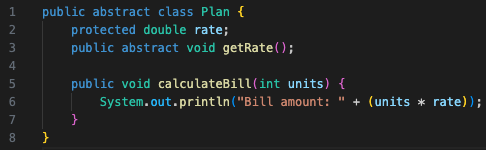 1 public abstract class Plan {
2     protected double rate;
3     public abstract void getRate();
4
5     public void calculateBill(int units) {
6         System.out.println("Bill amount: " + (units * rate));
7     }
8 }